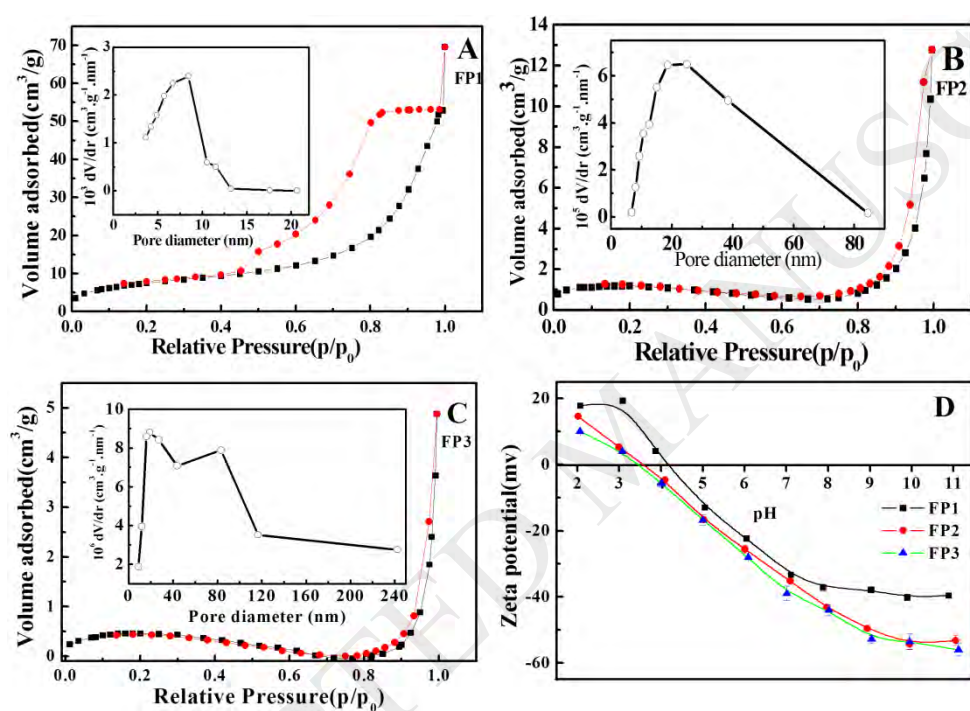 A
FP1
Volume adsorbed(cm³/g)
70
60
50
40
30
20
10
0
0.0 0.2 0.4 0.6 0.8 1.0
Relative Pressure(p/p₀)
10³ dV/dr (cm³.g⁻¹.nm⁻¹)
3
2
1
0
0 5 10 15 20
Pore diameter (nm)
B
FP2
Volume adsorbed(cm³/g)
14
12
10
8
6
4
2
0
0.0 0.2 0.4 0.6 0.8 1.0
Relative Pressure(p/p₀)
10⁵ dV/dr (cm³.g⁻¹.nm⁻¹)
6
4
2
0
0 20 40 60 80
Pore diameter (nm)
C
FP3
Volume adsorbed(cm³/g)
5
4
3
2
1
0
0.0 0.2 0.4 0.6 0.8 1.0
Relative Pressure(p/p₀)
10⁶ dV/dr (cm³.g⁻¹.nm⁻¹)
10
8
6
4
2
0 40 80 120 160 200 240
Pore diameter (nm)
D
Zeta potential(mv)
20
0
-20
-40
-60
2 3 4 5 6 7 8 9 10 11
pH
FP1
FP2
FP3
TED MANUSC